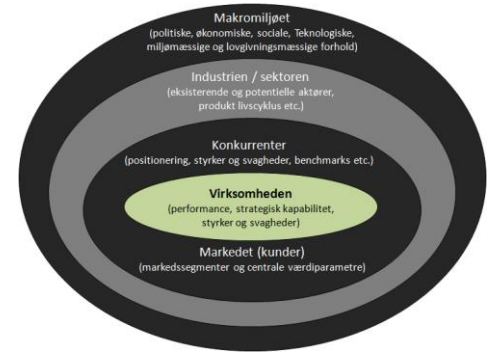 Makromiljøet
(politiske, økonomiske, sociale, Teknologiske,
miljømæssige og lovgivningsmæssige forhold)
Industrien / sektoren
(eksisterende og potentielle aktører,
produkt livscyklus etc.)
Konkurrenter
(positionering, styrker og svagheder, benchmarks etc.)
Virksomheden
(performance, strategisk kapabilitet,
styrker og svagheder)
Markedet (kunder)
(markedssegmenter og centrale værdiparametre)